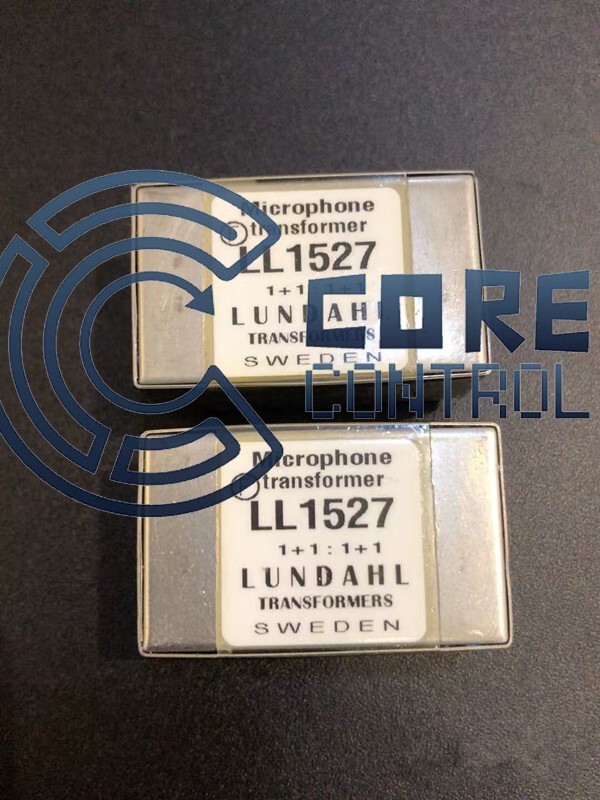 Microphone
transformer
LL1527
1+1:1+1
LUNDAHL
TRANSFORMERS
SWEDEN
CORE
CONTROL
Microphone
transformer
LL1527
1+1:1+1
LUNDAHL
TRANSFORMERS
SWEDEN